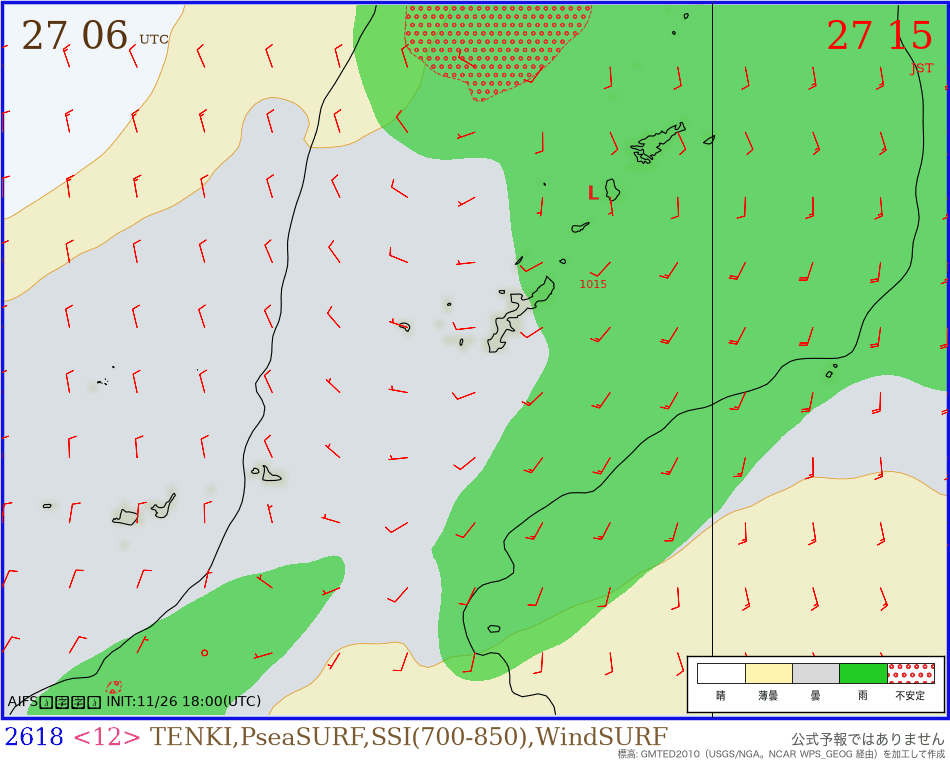 27 06 UTC
27 15
JST
L
1015
AIFS INIT:11/26 18:00(UTC)
晴 薄曇 曇 雨 不安定
2618 <12> TENKI,PseaSURF,SSI(700-850),WindSURF
公式予報ではありません
標高: GMTED2010（USGS/NGA。NCAR WPS_GEOG 経由）を加工して作成